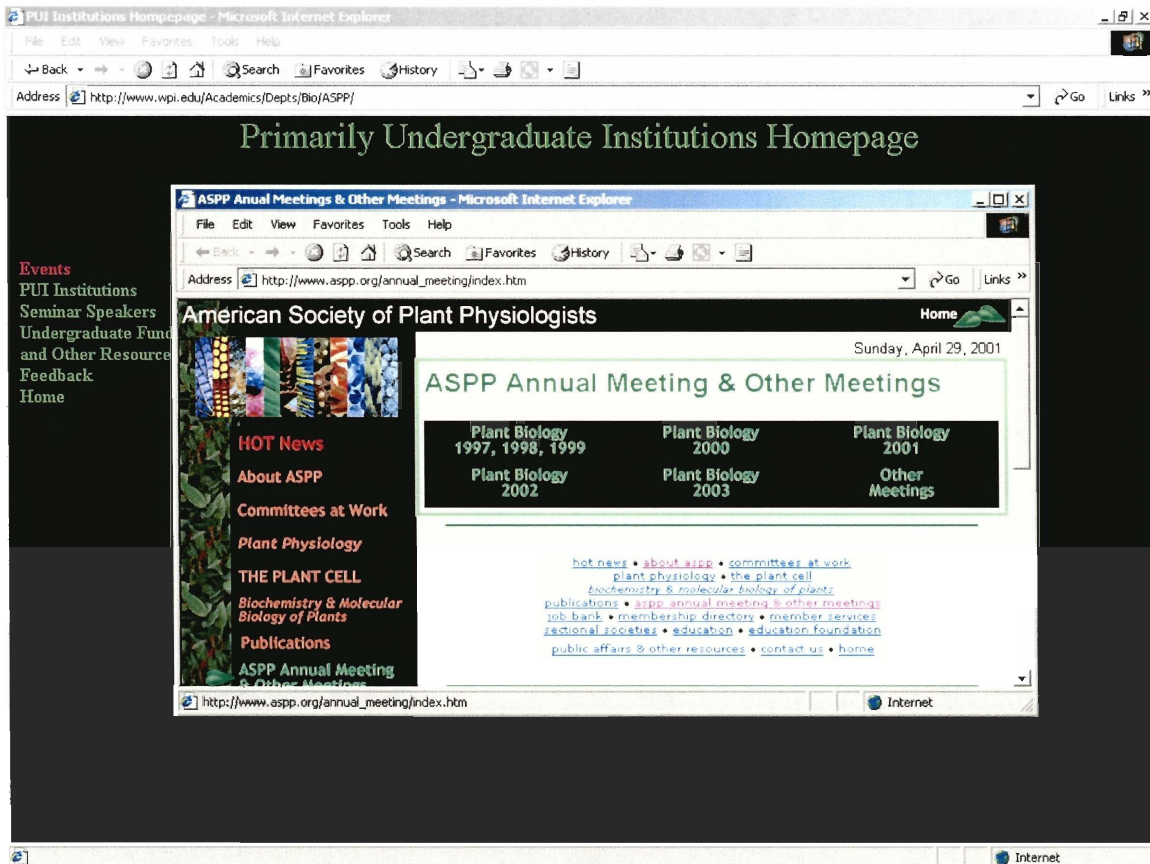 PUI Institutions Hompepage - Microsoft Internet Explorer
File Edit View Favorites Tools Help
Back Search Favorites History
Address http://www.wpi.edu/Academics/Depts/Bio/ASPP/ Go Links »
Primarily Undergraduate Institutions Homepage
Events
PUI Institutions
Seminar Speakers
Undergraduate Fund
and Other Resource
Feedback
Home
ASPP Anual Meetings & Other Meetings - Microsoft Internet Explorer
File Edit View Favorites Tools Help
Back Search Favorites History
Address http://www.aspp.org/annual_meeting/index.htm Go Links »
American Society of Plant Physiologists Home
Sunday, April 29, 2001
ASPP Annual Meeting & Other Meetings
Plant Biology Plant Biology Plant Biology
1997, 1998, 1999 2000 2001
Plant Biology Plant Biology Other
2002 2003 Meetings
HOT News
About ASPP
Committees at Work
Plant Physiology
THE PLANT CELL
Biochemistry & Molecular
Biology of Plants
Publications
ASPP Annual Meeting
& Other Meetings
hot news • about aspp • committees at work
plant physiology • the plant cell
biochemistry & molecular biology of plants
publications • aspp annual meeting & other meetings
job bank • membership directory • member services
sectional societies • education • education foundation
public affairs & other resources • contact us • home
http://www.aspp.org/annual_meeting/index.htm Internet
Internet